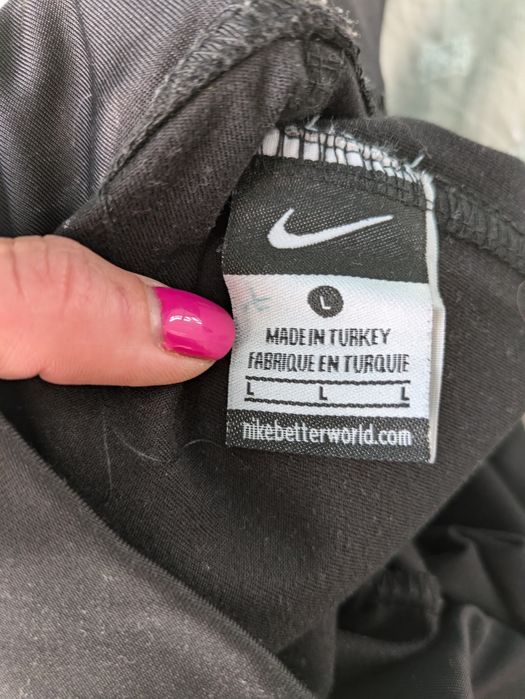 L
MADE IN TURKEY
FABRIQUE EN TURQUIE
L L L
nikebetterworld.com